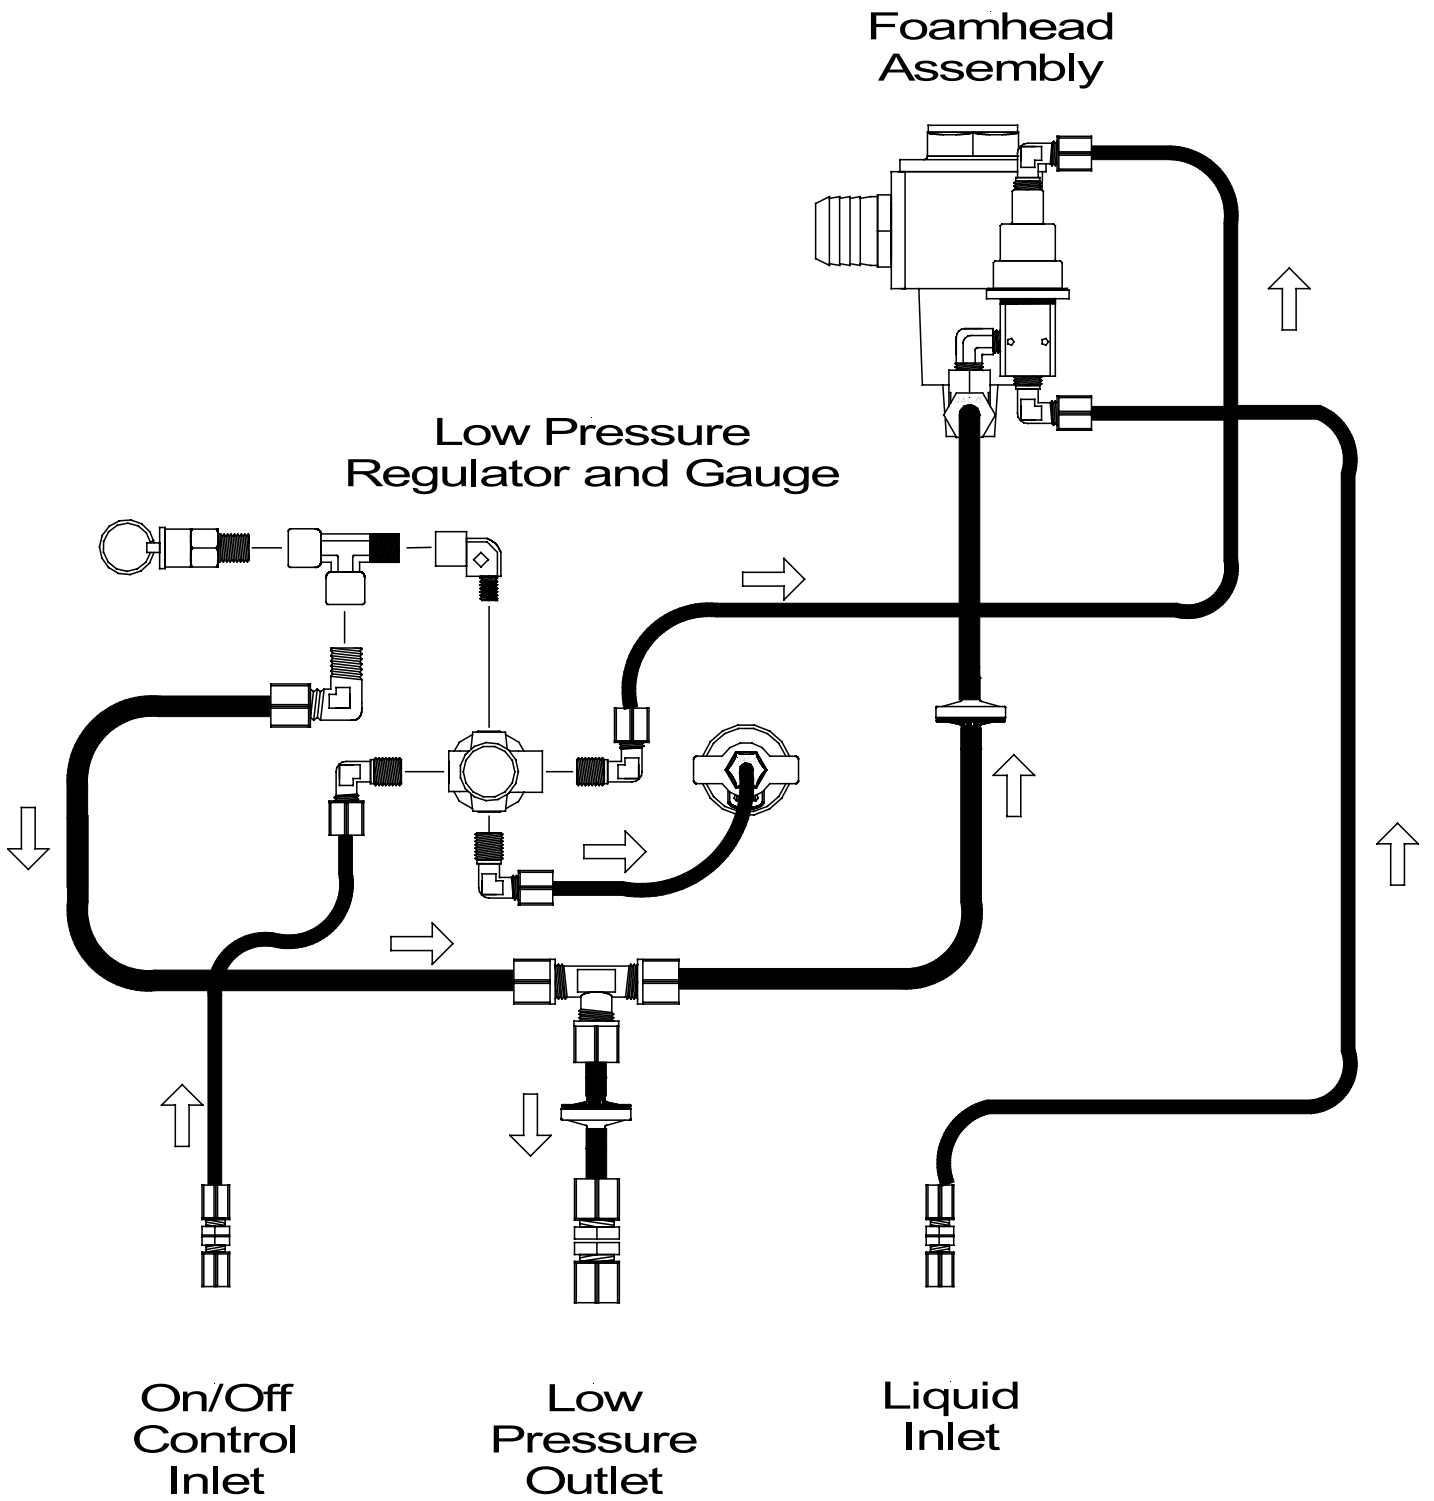 Foamhead
Assembly
Low Pressure
Regulator and Gauge
On/Off
Control
Inlet
Low
Pressure
Outlet
Liquid
Inlet